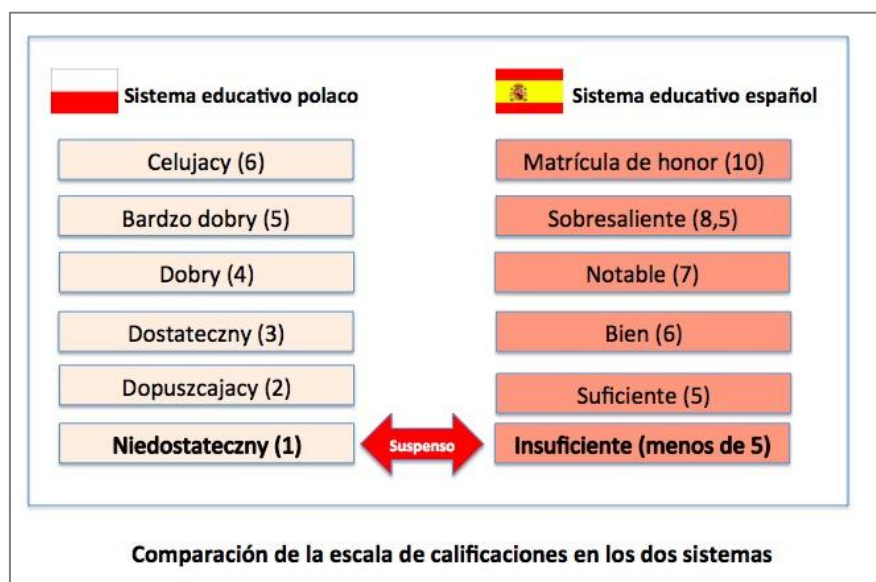 Sistema educativo polaco
Celujacy (6)
Bardzo dobry (5)
Dobry (4)
Dostateczny (3)
Dopuszcajacy (2)
Niedostateczny (1)
Suspenso
Sistema educativo español
Matrícula de honor (10)
Sobresaliente (8,5)
Notable (7)
Bien (6)
Suficiente (5)
Insuficiente (menos de 5)
Comparación de la escala de calificaciones en los dos sistemas